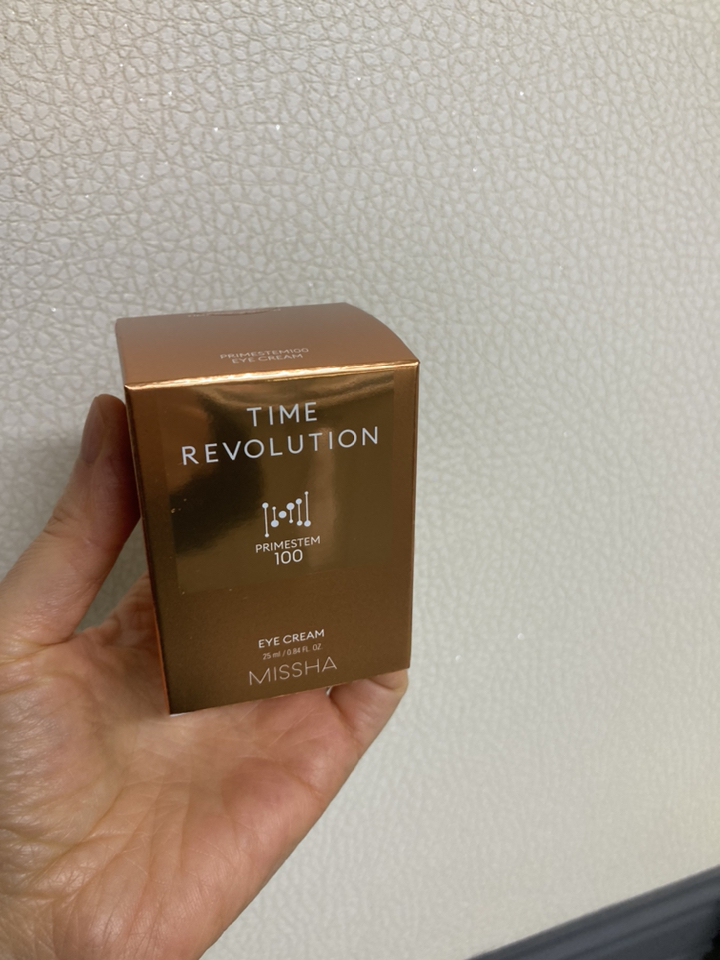 PRIMESTEM100
EYE CREAM
TIME
REVOLUTION
PRIMESTEM
100
EYE CREAM
25 ml / 0.84 FL. OZ.
MISSHA